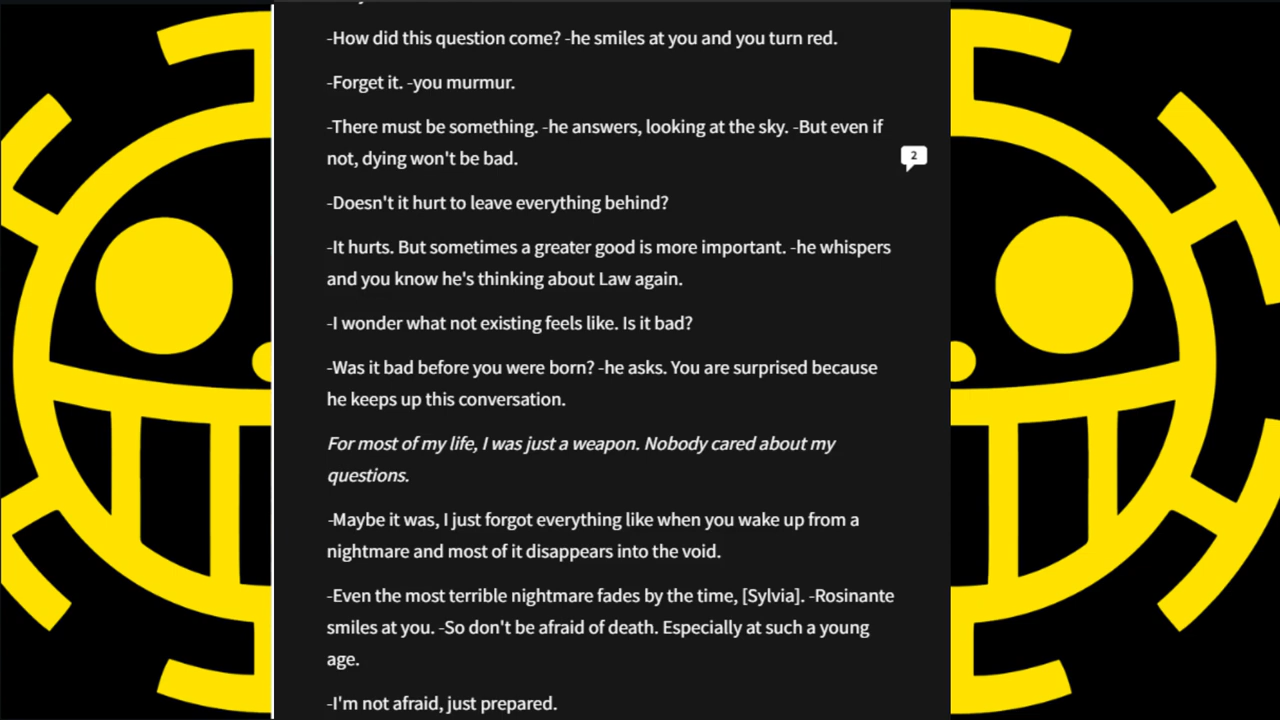 -How did this question come? -he smiles at you and you turn red.
-Forget it. -you murmur.
-There must be something. -he answers, looking at the sky. -But even if
not, dying won't be bad.
2
-Doesn't it hurt to leave everything behind?
-It hurts. But sometimes a greater good is more important. -he whispers
and you know he's thinking about Law again.
-I wonder what not existing feels like. Is it bad?
-Was it bad before you were born? -he asks. You are surprised because
he keeps up this conversation.
For most of my life, I was just a weapon. Nobody cared about my
questions.
-Maybe it was, I just forgot everything like when you wake up from a
nightmare and most of it disappears into the void.
-Even the most terrible nightmare fades by the time, [Sylvia]. -Rosinante
smiles at you. -So don't be afraid of death. Especially at such a young
age.
-I'm not afraid, just prepared.